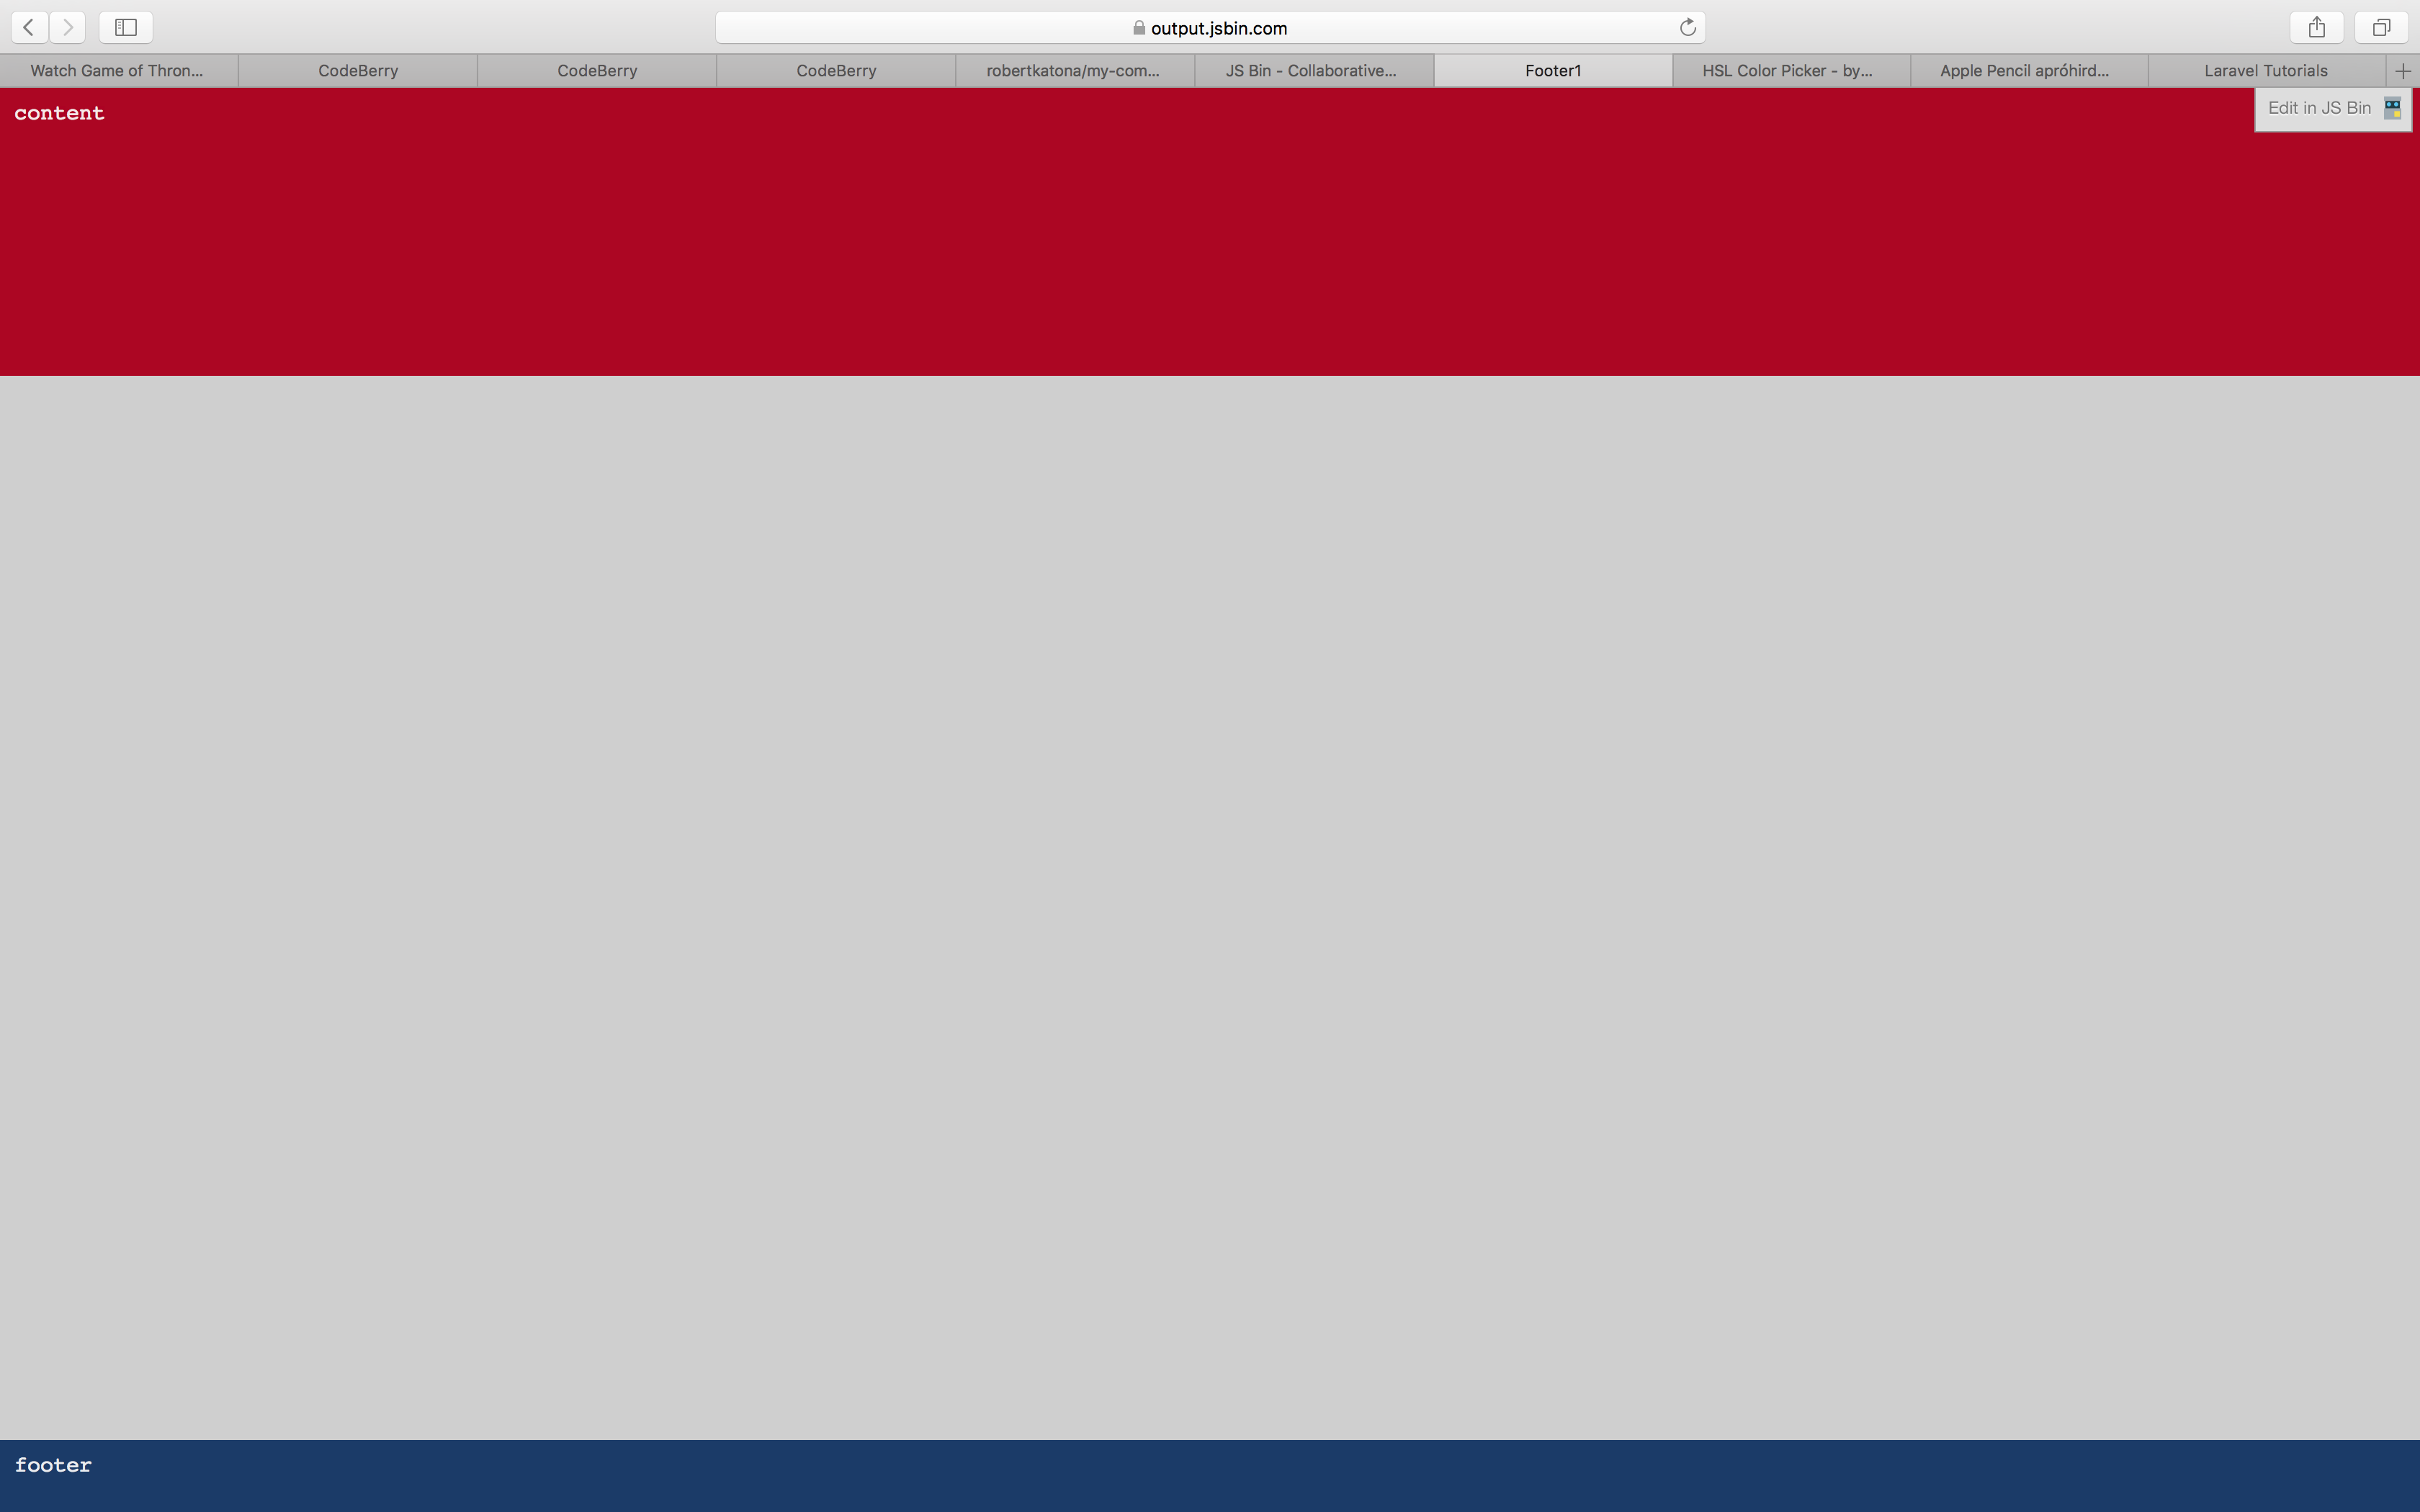 output.jsbin.com
Watch Game of Thron... CodeBerry CodeBerry CodeBerry robertkatona/my-com... JS Bin - Collaborative... Footer1 HSL Color Picker - by... Apple Pencil apróhird... Laravel Tutorials
content
Edit in JS Bin
footer